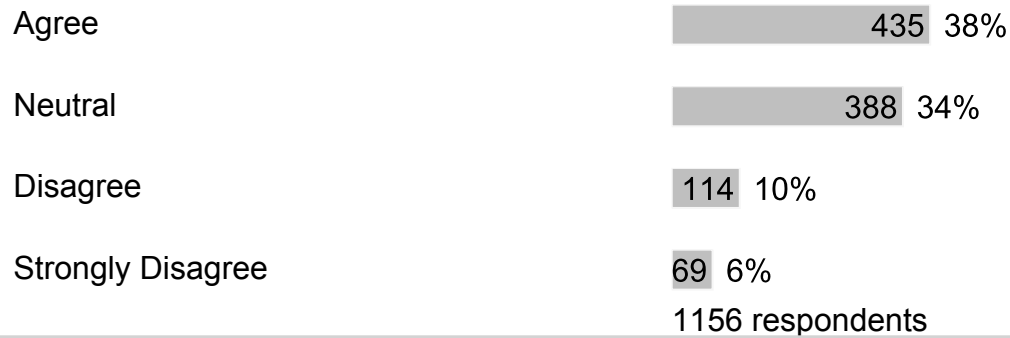 Agree 435 38%
Neutral 388 34%
Disagree 114 10%
Strongly Disagree 69 6%
1156 respondents